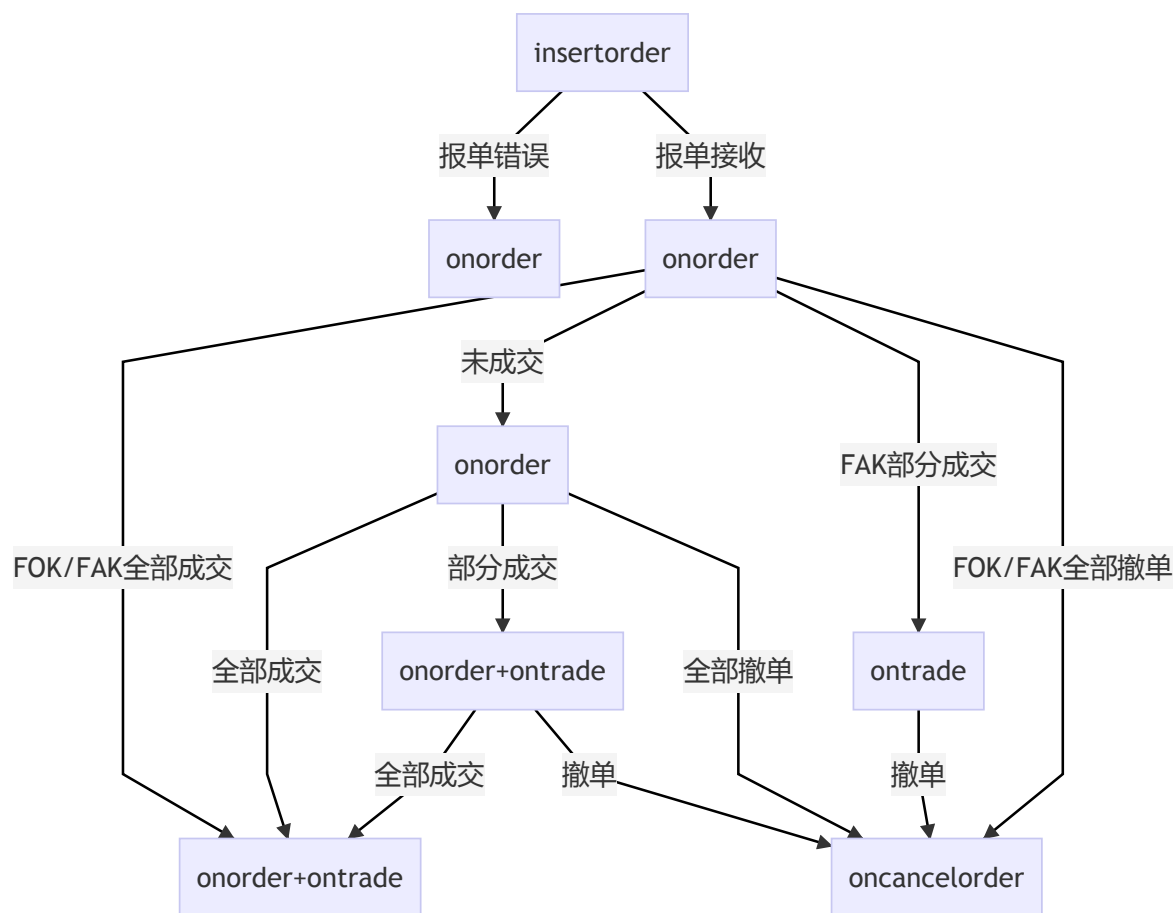 insertorder
报单错误
报单接收
onorder
onorder
未成交
onorder
FAK部分成交
FOK/FAK全部成交
部分成交
FOK/FAK全部撤单
全部成交
onorder+ontrade
全部撤单
ontrade
全部成交
撤单
撤单
onorder+ontrade
oncancelorder